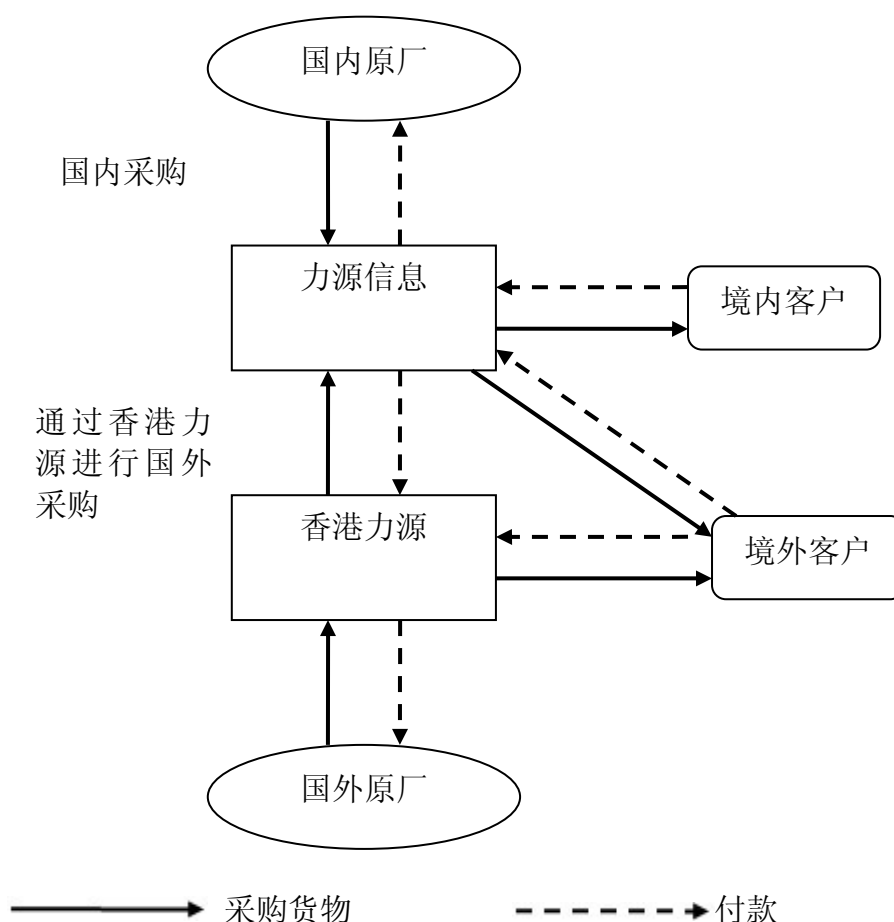 国内原厂
国内采购
力源信息
境内客户
通过香港力
源进行国外
采购
香港力源
境外客户
国外原厂
采购货物
付款